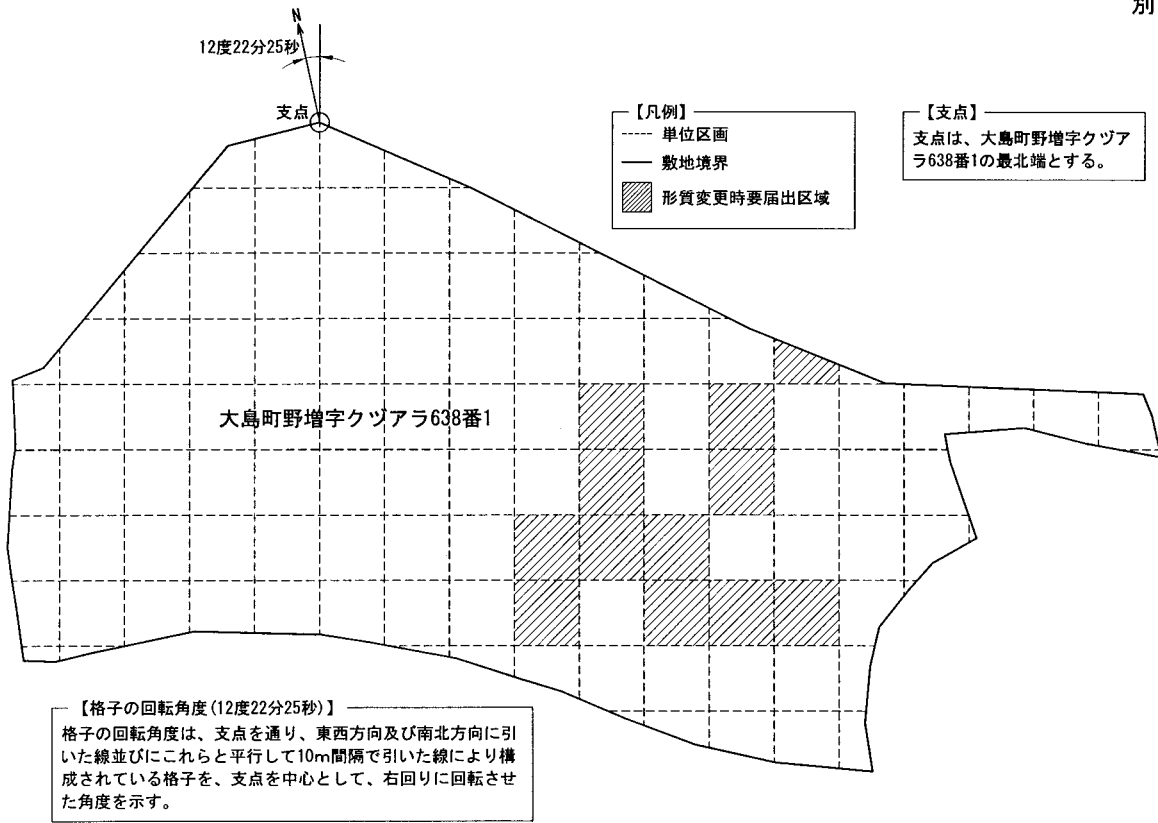 別
N
12度22分25秒
支点
【凡例】
単位区画
敷地境界
形質変更時要届出区域
【支点】
支点は、大島町野増字クヅア
ラ638番1の最北端とする。
大島町野増字クヅアラ638番1
【格子の回転角度(12度22分25秒)】
格子の回転角度は、支点を通り、東西方向及び南北方向に引
いた線並びにこれらと平行して10m間隔で引いた線により構
成されている格子を、支点を中心として、右回りに回転させ
た角度を示す。